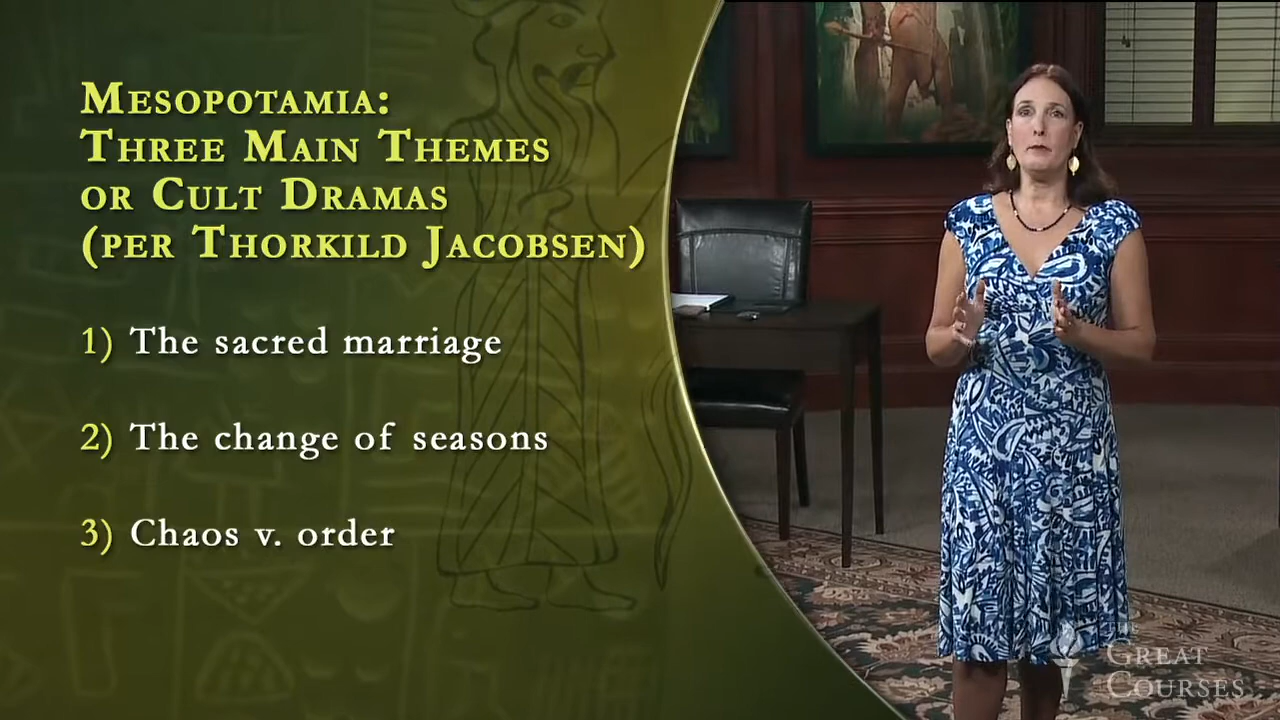 MESOPOTAMIA:
THREE MAIN THEMES
OR CULT DRAMAS
(PER THORKILD JACOBSEN)
1) The sacred marriage
2) The change of seasons
3) Chaos v. order
THE
GREAT
COURSES